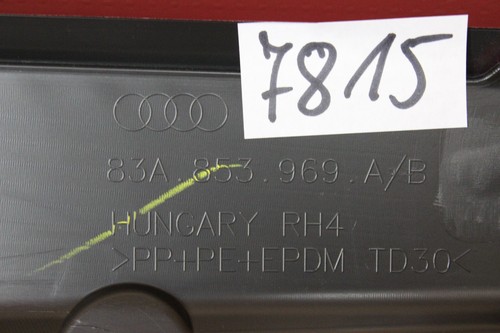 7815
83A.853.969.A/B
HUNGARY RH4
>PP+PE+EPDM TD30<